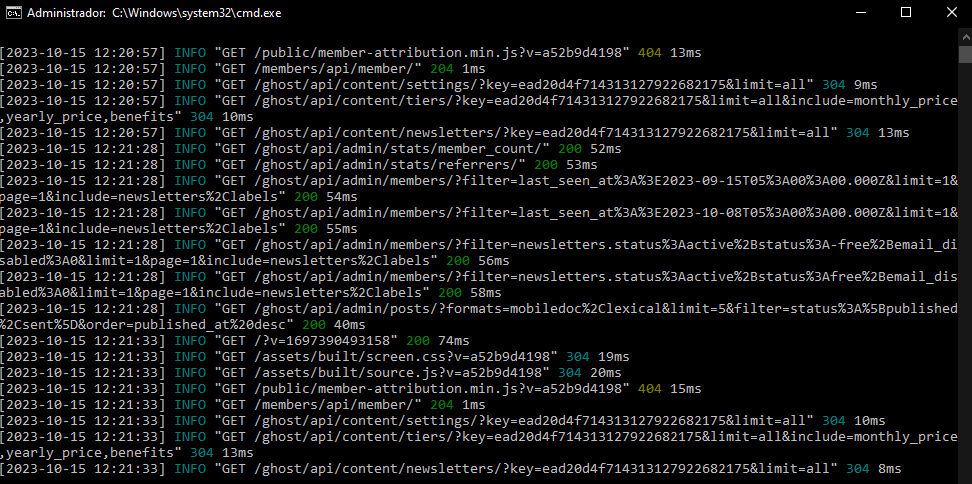 Administrador: C:\Windows\system32\cmd.exe
[2023-10-15 12:20:57] INFO "GET /public/member-attribution.min.js?v=a52b9d4198" 404 13ms
[2023-10-15 12:20:57] INFO "GET /members/api/member/" 204 1ms
[2023-10-15 12:20:57] INFO "GET /ghost/api/content/settings/?key=ead20d4f714313127922682175&limit=all" 304 9ms
[2023-10-15 12:20:57] INFO "GET /ghost/api/content/tiers/?key=ead20d4f714313127922682175&limit=all&include=monthly_price
,yearly_price,benefits" 304 10ms
[2023-10-15 12:20:57] INFO "GET /ghost/api/content/newsletters/?key=ead20d4f714313127922682175&limit=all" 304 13ms
[2023-10-15 12:21:28] INFO "GET /ghost/api/admin/stats/member_count/" 200 52ms
[2023-10-15 12:21:28] INFO "GET /ghost/api/admin/stats/referrers/" 200 53ms
[2023-10-15 12:21:28] INFO "GET /ghost/api/admin/members/?filter=last_seen_at%3A%3E2023-09-15T05%3A00%3A00.000Z&limit=1&
page=1&include=newsletters%2Clabels" 200 54ms
[2023-10-15 12:21:28] INFO "GET /ghost/api/admin/members/?filter=last_seen_at%3A%3E2023-10-08T05%3A00%3A00.000Z&limit=1&
page=1&include=newsletters%2Clabels" 200 55ms
[2023-10-15 12:21:28] INFO "GET /ghost/api/admin/members/?filter=newsletters.status%3Aactive%2Bstatus%3A-free%2Bemail_di
sabled%3A0&limit=1&page=1&include=newsletters%2Clabels" 200 56ms
[2023-10-15 12:21:28] INFO "GET /ghost/api/admin/members/?filter=newsletters.status%3Aactive%2Bstatus%3Afree%2Bemail_dis
abled%3A0&limit=1&page=1&include=newsletters%2Clabels" 200 58ms
[2023-10-15 12:21:28] INFO "GET /ghost/api/admin/posts/?formats=mobiledoc%2Clexical&limit=5&filter=status%3A%5Bpublished
%2Csent%5D&order=published_at%20desc" 200 40ms
[2023-10-15 12:21:33] INFO "GET /?v=1697390493158" 200 74ms
[2023-10-15 12:21:33] INFO "GET /assets/built/screen.css?v=a52b9d4198" 304 19ms
[2023-10-15 12:21:33] INFO "GET /assets/built/source.js?v=a52b9d4198" 304 20ms
[2023-10-15 12:21:33] INFO "GET /public/member-attribution.min.js?v=a52b9d4198" 404 15ms
[2023-10-15 12:21:33] INFO "GET /members/api/member/" 204 1ms
[2023-10-15 12:21:33] INFO "GET /ghost/api/content/settings/?key=ead20d4f714313127922682175&limit=all" 304 10ms
[2023-10-15 12:21:33] INFO "GET /ghost/api/content/tiers/?key=ead20d4f714313127922682175&limit=all&include=monthly_price
,yearly_price,benefits" 304 13ms
[2023-10-15 12:21:33] INFO "GET /ghost/api/content/newsletters/?key=ead20d4f714313127922682175&limit=all" 304 8ms